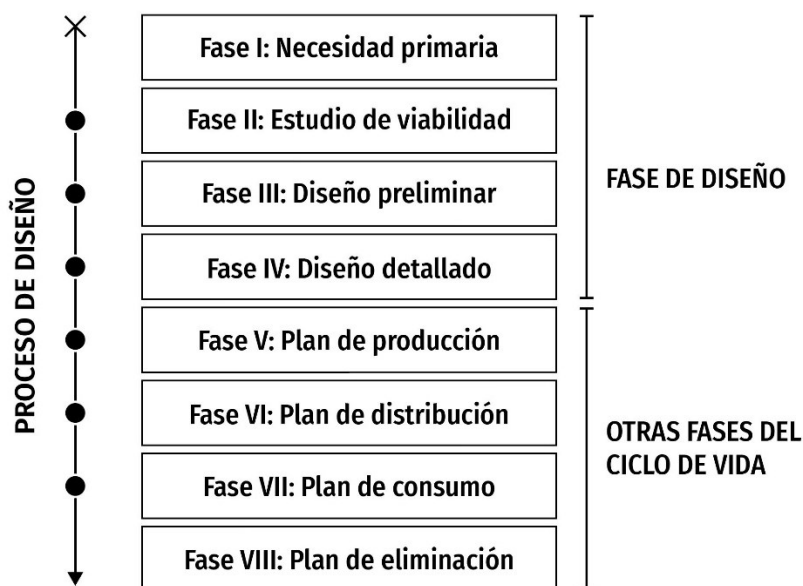 PROCESO DE DISEÑO
Fase I: Necesidad primaria
Fase II: Estudio de viabilidad
Fase III: Diseño preliminar
Fase IV: Diseño detallado
Fase V: Plan de producción
Fase VI: Plan de distribución
Fase VII: Plan de consumo
Fase VIII: Plan de eliminación
FASE DE DISEÑO
OTRAS FASES DEL
CICLO DE VIDA